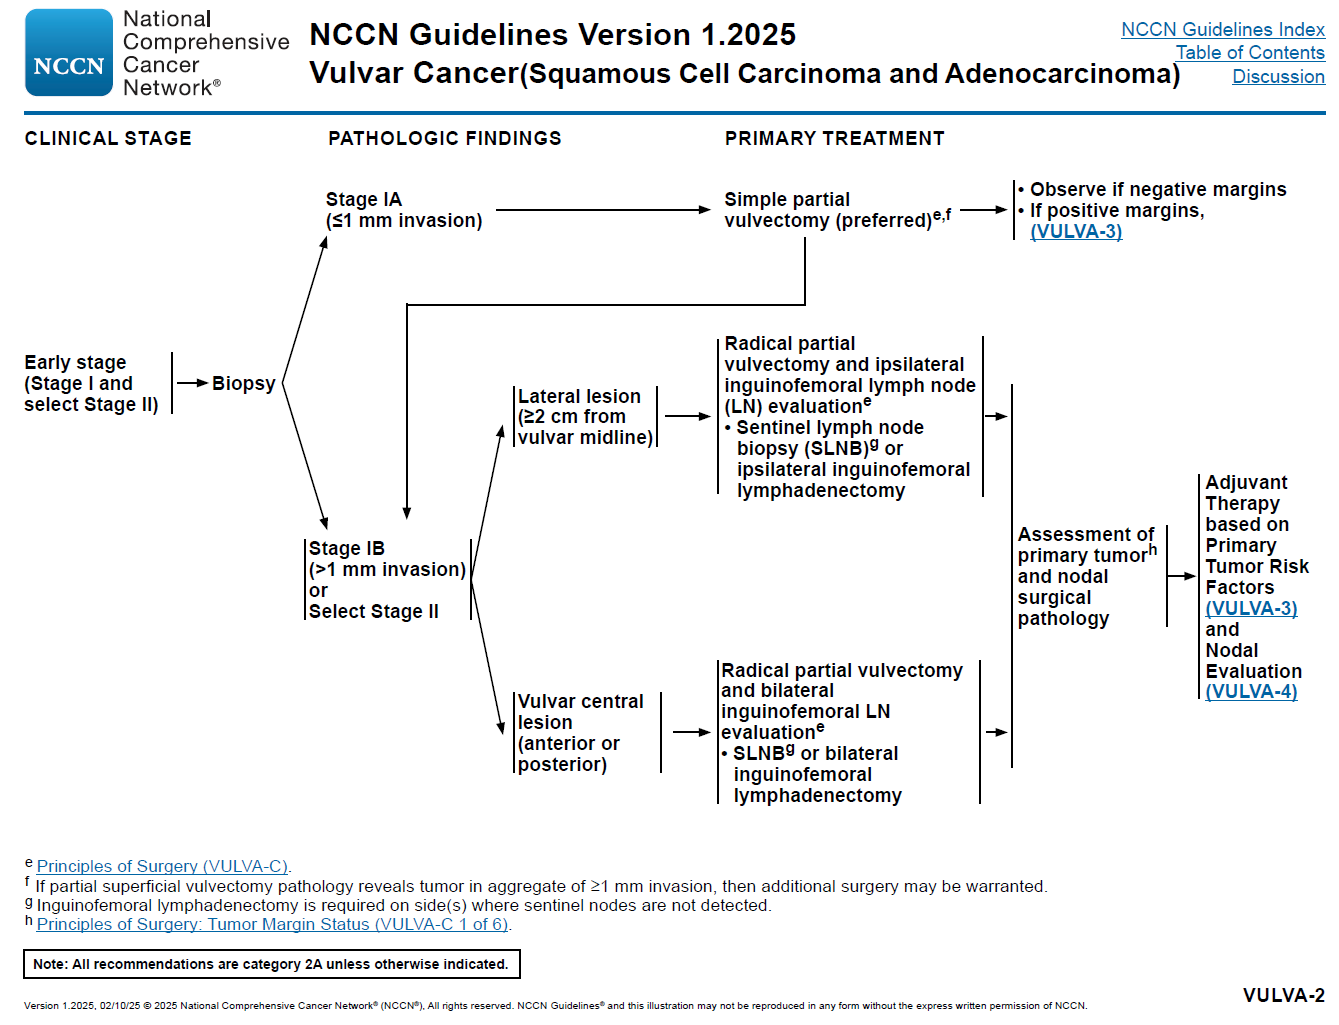 NCCN
National
Comprehensive
Cancer
Network®
NCCN Guidelines Version 1.2025
Vulvar Cancer(Squamous Cell Carcinoma and Adenocarcinoma)
NCCN Guidelines Index
Table of Contents
Discussion
CLINICAL STAGE
PATHOLOGIC FINDINGS
PRIMARY TREATMENT
Stage IA
(≤1 mm invasion)
Simple partial
vulvectomy (preferred)e,f
• Observe if negative margins
• If positive margins,
(VULVA-3)
Early stage
(Stage I and
select Stage II)
Biopsy
Stage IB
(>1 mm invasion)
or
Select Stage II
Lateral lesion
(≥2 cm from
vulvar midline)
Radical partial
vulvectomy and ipsilateral
inguinofemoral lymph node
(LN) evaluatione
• Sentinel lymph node
biopsy (SLNB)g or
ipsilateral inguinofemoral
lymphadenectomy
Vulvar central
lesion
(anterior or
posterior)
Radical partial vulvectomy
and bilateral
inguinofemoral LN
evaluatione
• SLNBg or bilateral
inguinofemoral
lymphadenectomy
Assessment of
primary tumorh
and nodal
surgical
pathology
Adjuvant
Therapy
based on
Primary
Tumor Risk
Factors
(VULVA-3)
and
Nodal
Evaluation
(VULVA-4)
e Principles of Surgery (VULVA-C).
f If partial superficial vulvectomy pathology reveals tumor in aggregate of ≥1 mm invasion, then additional surgery may be warranted.
g Inguinofemoral lymphadenectomy is required on side(s) where sentinel nodes are not detected.
h Principles of Surgery: Tumor Margin Status (VULVA-C 1 of 6).
Note: All recommendations are category 2A unless otherwise indicated.
VULVA-2
Version 1.2025, 02/10/25 © 2025 National Comprehensive Cancer Network® (NCCN®), All rights reserved. NCCN Guidelines® and this illustration may not be reproduced in any form without the express written permission of NCCN.